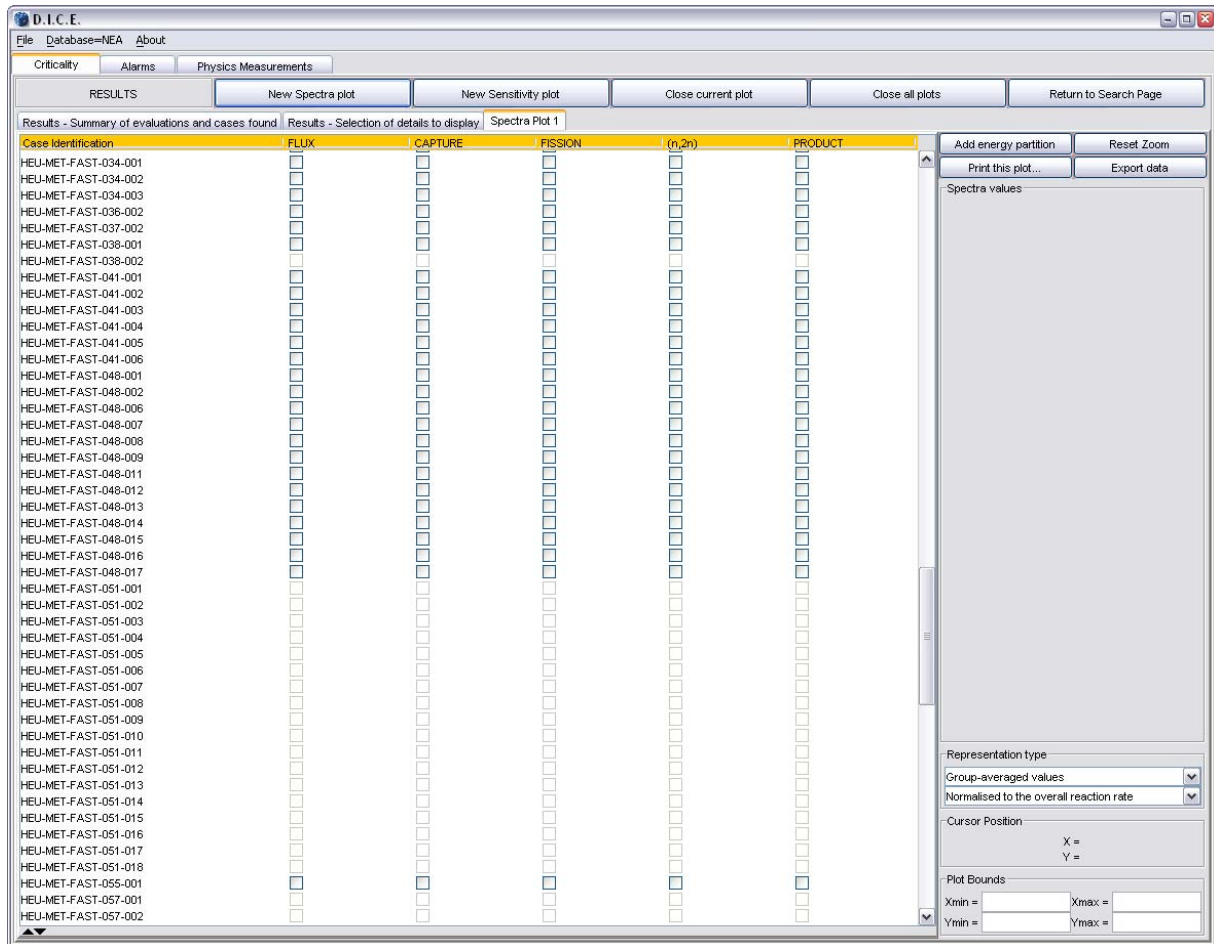 D.I.C.E.
File Database=NEA About
Criticality Alarms Physics Measurements
RESULTS New Spectra plot New Sensitivity plot Close current plot Close all plots Return to Search Page
Results - Summary of evaluations and cases found Results - Selection of details to display Spectra Plot 1
Case Identification FLUX CAPTURE FISSION (n,2n) PRODUCT
HEU-MET-FAST-034-001
HEU-MET-FAST-034-002
HEU-MET-FAST-034-003
HEU-MET-FAST-036-002
HEU-MET-FAST-037-002
HEU-MET-FAST-038-001
HEU-MET-FAST-038-002
HEU-MET-FAST-041-001
HEU-MET-FAST-041-002
HEU-MET-FAST-041-003
HEU-MET-FAST-041-004
HEU-MET-FAST-041-005
HEU-MET-FAST-041-006
HEU-MET-FAST-048-001
HEU-MET-FAST-048-002
HEU-MET-FAST-048-006
HEU-MET-FAST-048-007
HEU-MET-FAST-048-008
HEU-MET-FAST-048-009
HEU-MET-FAST-048-011
HEU-MET-FAST-048-012
HEU-MET-FAST-048-013
HEU-MET-FAST-048-014
HEU-MET-FAST-048-015
HEU-MET-FAST-048-016
HEU-MET-FAST-048-017
HEU-MET-FAST-051-001
HEU-MET-FAST-051-002
HEU-MET-FAST-051-003
HEU-MET-FAST-051-004
HEU-MET-FAST-051-005
HEU-MET-FAST-051-006
HEU-MET-FAST-051-007
HEU-MET-FAST-051-008
HEU-MET-FAST-051-009
HEU-MET-FAST-051-010
HEU-MET-FAST-051-011
HEU-MET-FAST-051-012
HEU-MET-FAST-051-013
HEU-MET-FAST-051-014
HEU-MET-FAST-051-015
HEU-MET-FAST-051-016
HEU-MET-FAST-051-017
HEU-MET-FAST-051-018
HEU-MET-FAST-055-001
HEU-MET-FAST-057-001
HEU-MET-FAST-057-002
Add energy partition Reset Zoom
Print this plot... Export data
Spectra values
Representation type
Group-averaged values
Normalised to the overall reaction rate
Cursor Position
X =
Y =
Plot Bounds
Xmin = Xmax =
Ymin = Ymax =